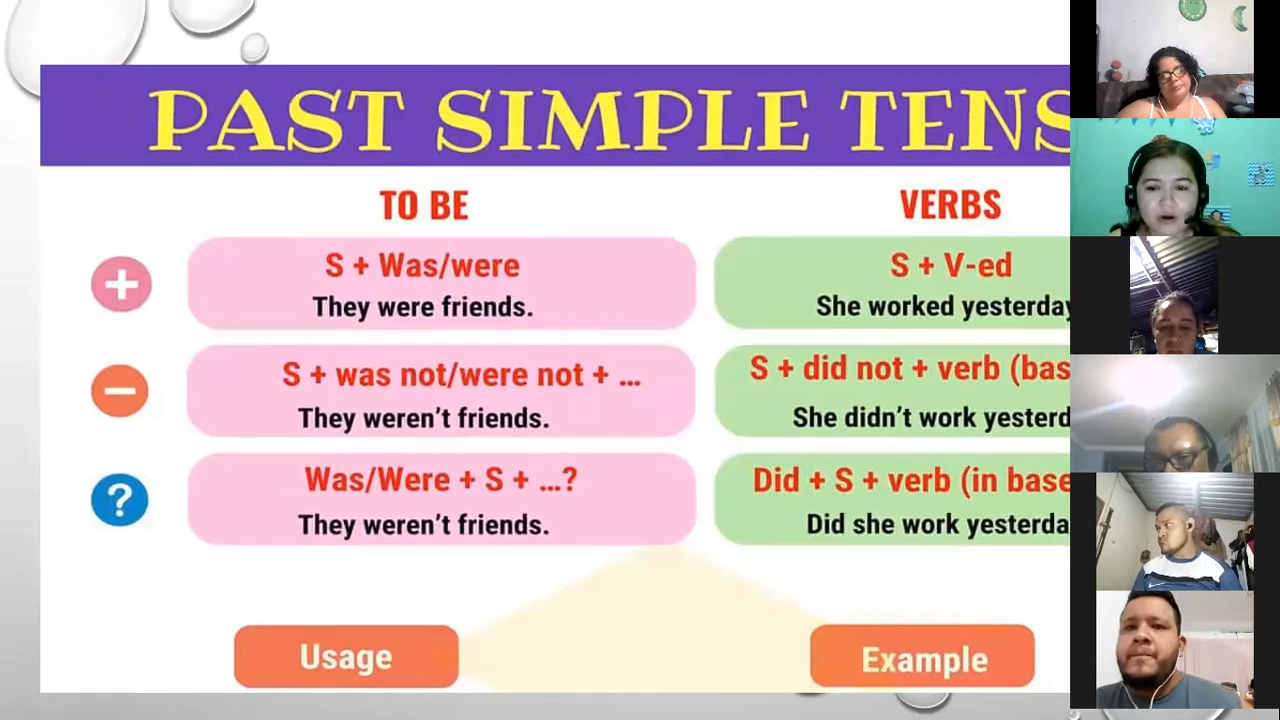 PAST SIMPLE TENS
TO BE
VERBS
S + Was/were
They were friends.
S + V-ed
She worked yesterday
S + was not/were not + ...
They weren't friends.
S + did not + verb (bas
She didn't work yesterd
Was/Were + S + ...?
They weren't friends.
Did + S + verb (in base
Did she work yesterda
Usage
Example